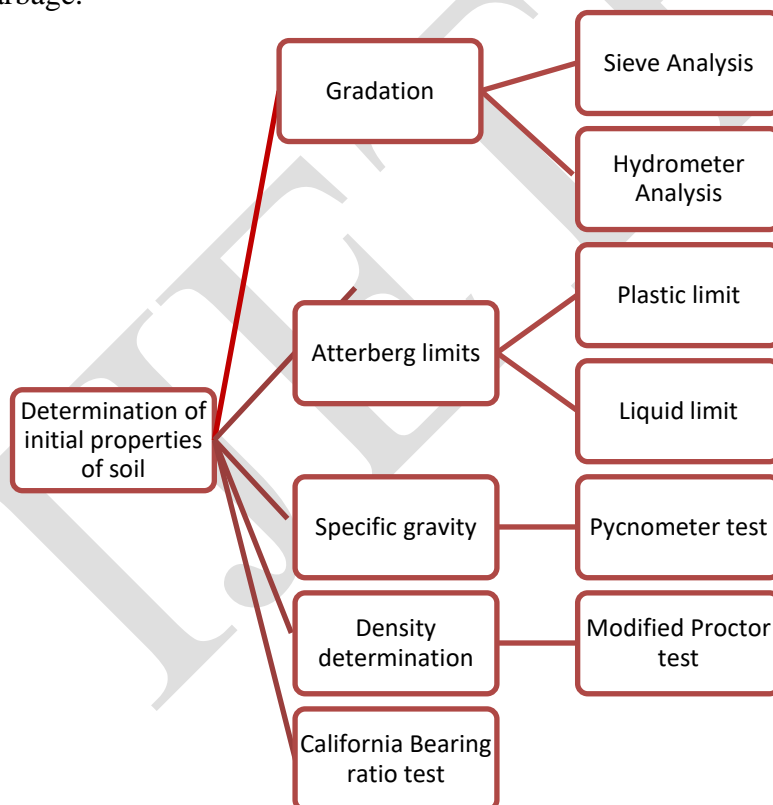 Gradation
Sieve Analysis
Hydrometer
Analysis
Atterberg limits
Plastic limit
Liquid limit
Determination of
initial properties
of soil
Specific gravity
Pycnometer test
Density
determination
Modified Proctor
test
California Bearing
ratio test